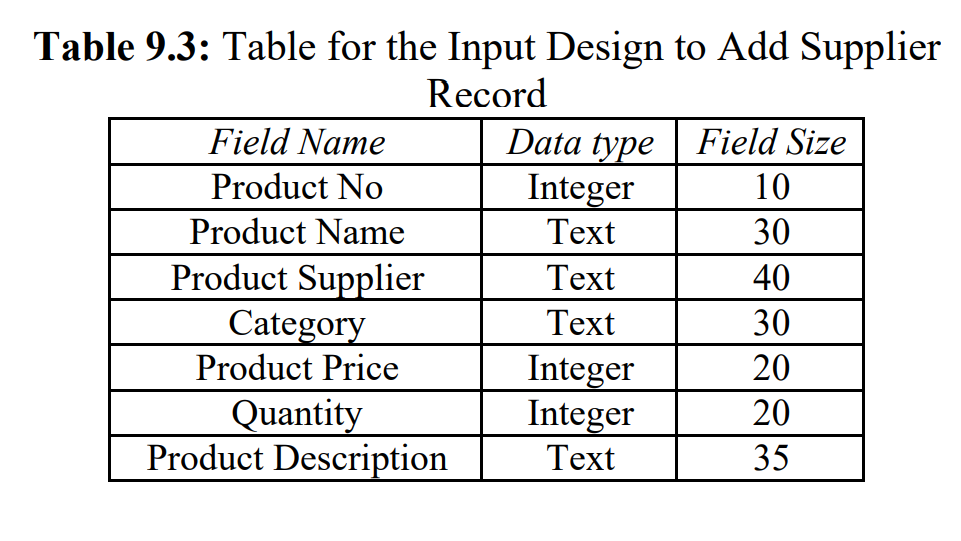 Table 9.3: Table for the Input Design to Add Supplier
Record
Field Name Data type Field Size
Product No Integer 10
Product Name Text 30
Product Supplier Text 40
Category Text 30
Product Price Integer 20
Quantity Integer 20
Product Description Text 35